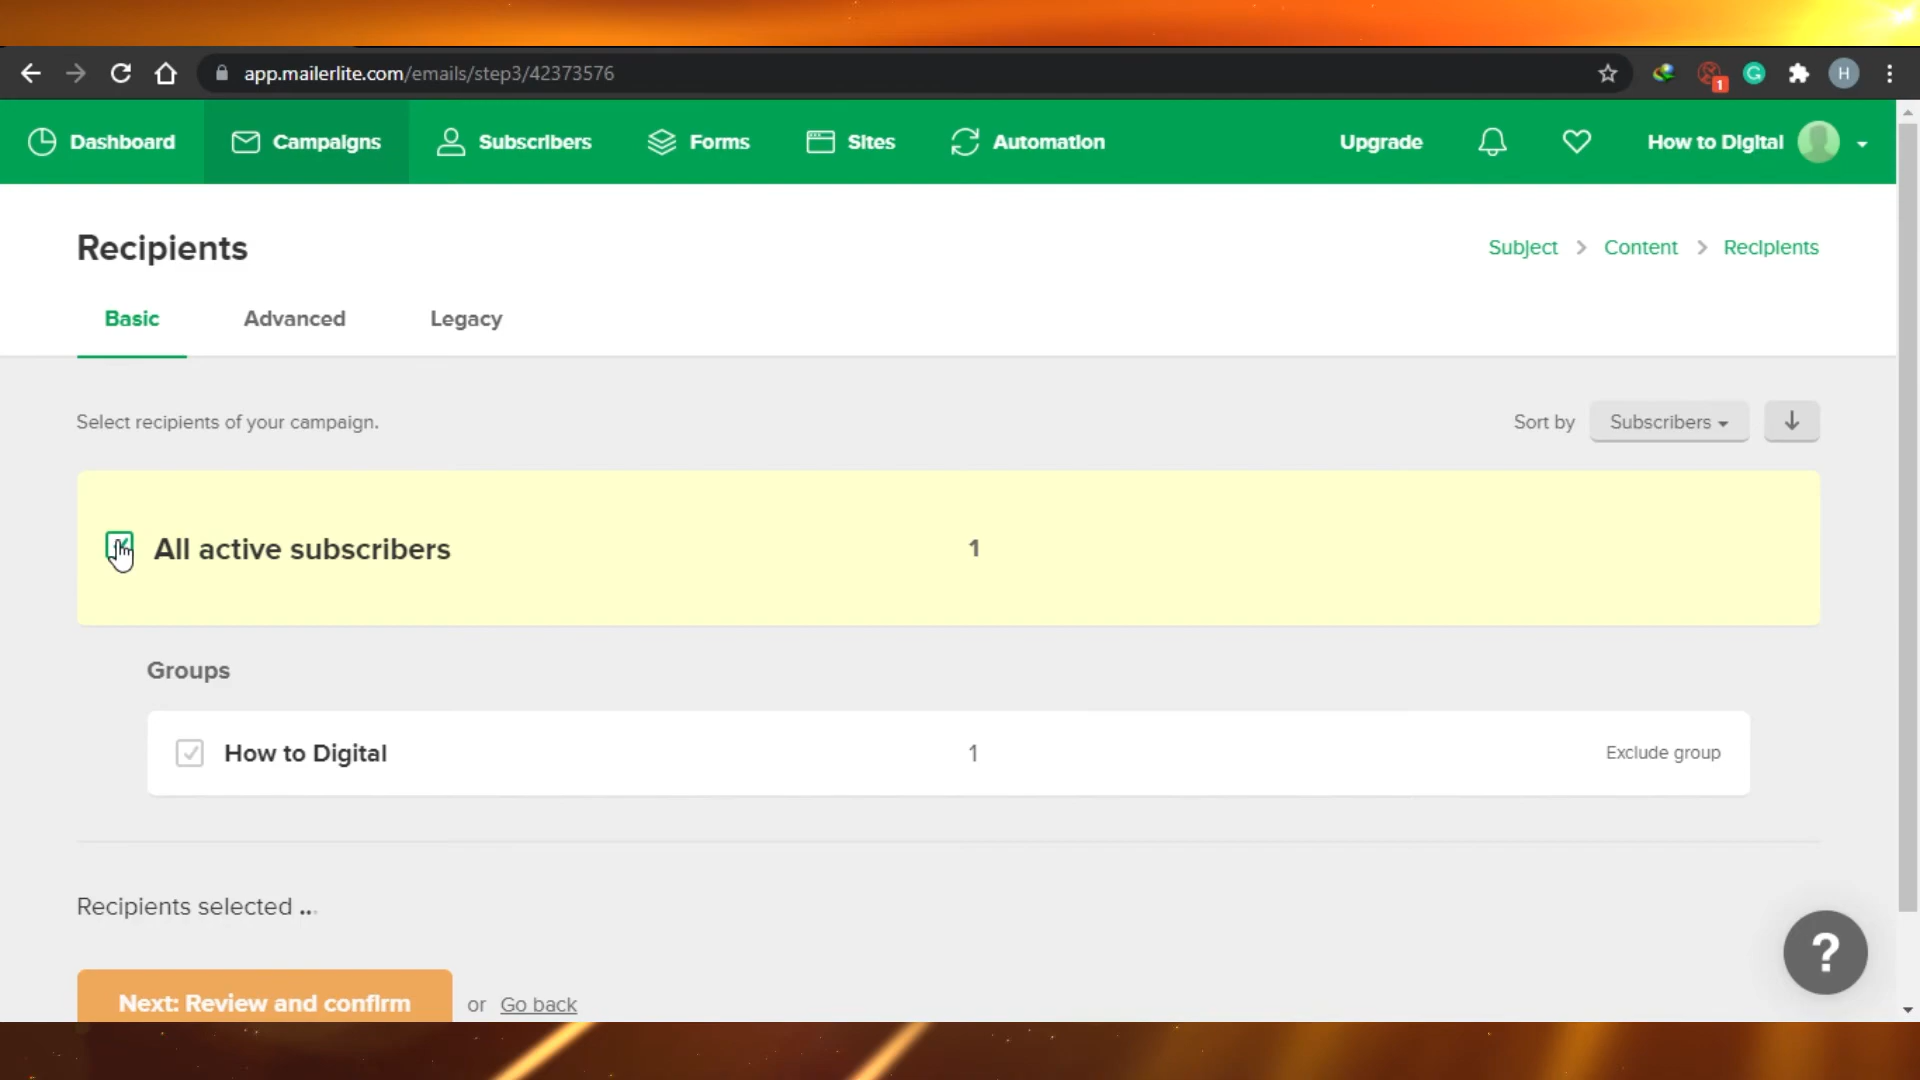 app.mailerlite.com/emails/step3/42373576
1
G
H
Dashboard
Campaigns
Subscribers
Forms
Sites
Automation
Upgrade
How to Digital
Recipients
Subject > Content > Recipients
Basic
Advanced
Legacy
Select recipients of your campaign.
Sort by
Subscribers
All active subscribers
1
Groups
How to Digital
1
Exclude group
Recipients selected ...
?
Next: Review and confirm
or Go back